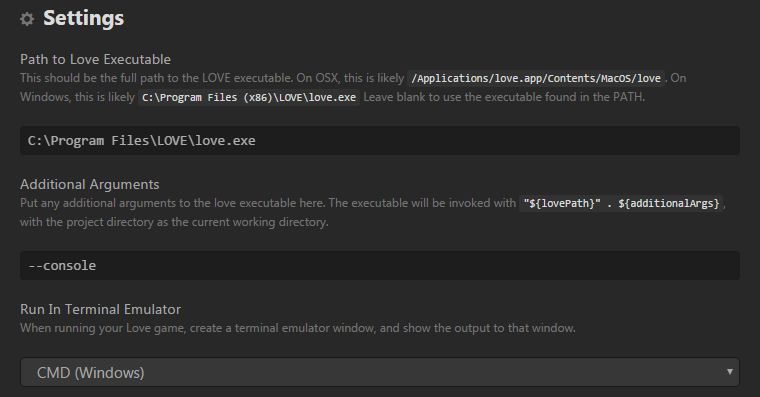 Settings
Path to Love Executable
This should be the full path to the LOVE executable. On OSX, this is likely /Applications/love.app/Contents/MacOS/love. On
Windows, this is likely C:\Program Files (x86)\LOVE\love.exe Leave blank to use the executable found in the PATH.
C:\Program Files\LOVE\love.exe
Additional Arguments
Put any additional arguments to the love executable here. The executable will be invoked with "${lovePath}" . ${additionalArgs},
with the project directory as the current working directory.
--console
Run In Terminal Emulator
When running your Love game, create a terminal emulator window, and show the output to that window.
CMD (Windows)